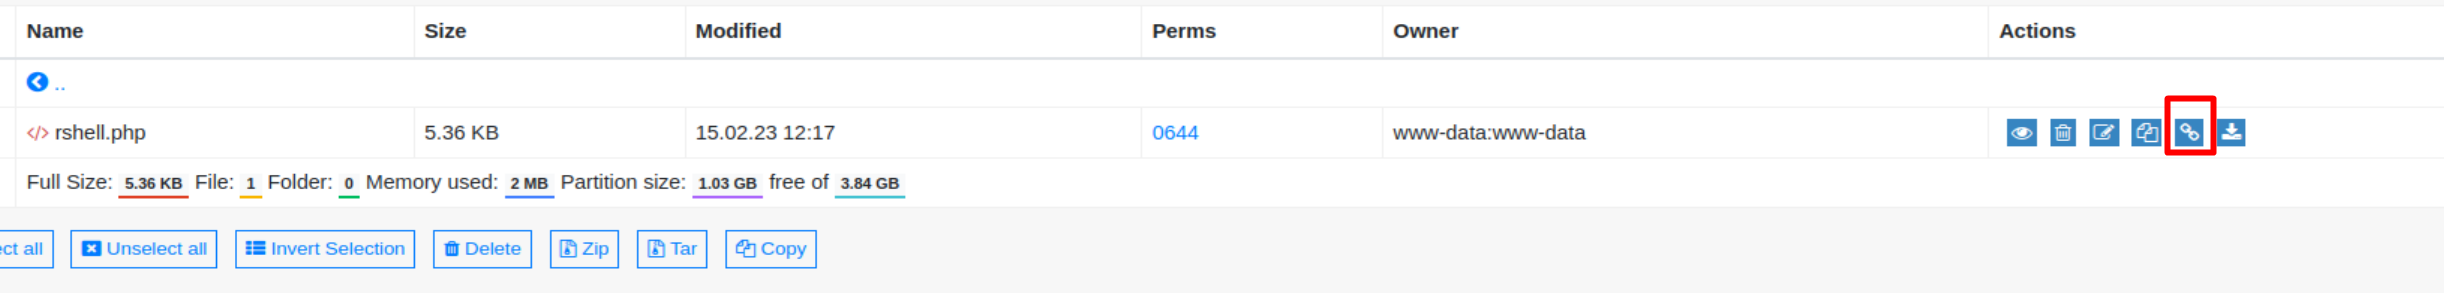 Name Size Modified Perms Owner Actions
..
rshell.php 5.36 KB 15.02.23 12:17 0644 www-data:www-data
Full Size: 5.36 KB File: 1 Folder: 0 Memory used: 2 MB Partition size: 1.03 GB free of 3.84 GB
ct all Unselect all Invert Selection Delete Zip Tar Copy